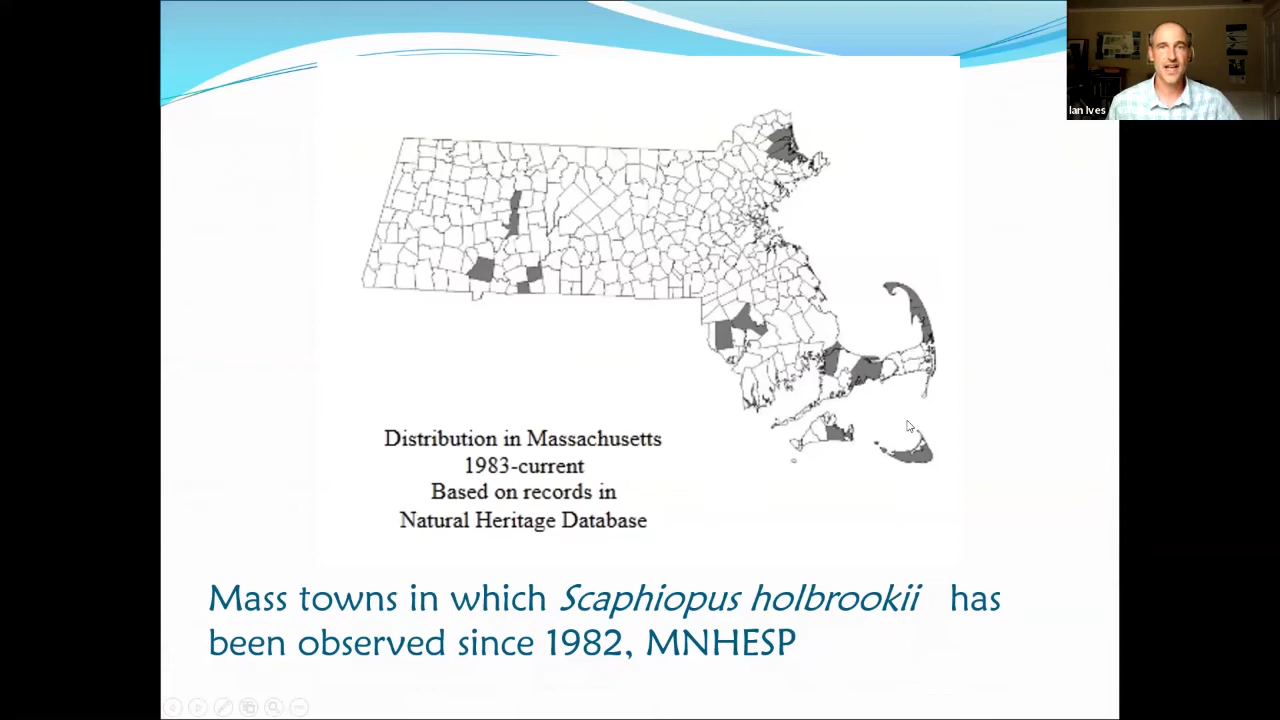 Ian Ives
Distribution in Massachusetts
1983-current
Based on records in
Natural Heritage Database
Mass towns in which Scaphiopus holbrookii has
been observed since 1982, MNHESP